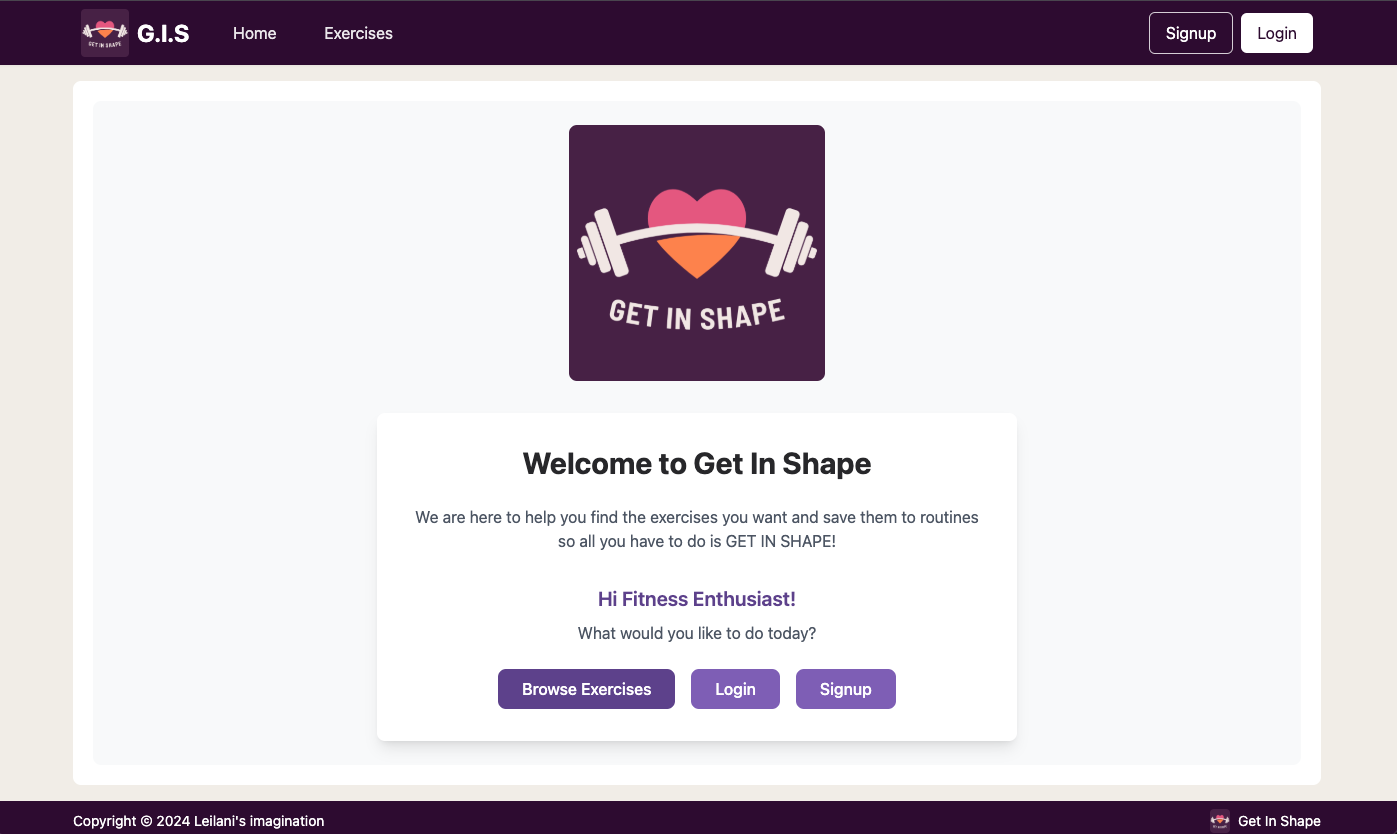 GET IN SHAPE
G.I.S
Home
Exercises
Signup
Login
GET IN SHAPE
Welcome to Get In Shape
We are here to help you find the exercises you want and save them to routines
so all you have to do is GET IN SHAPE!
Hi Fitness Enthusiast!
What would you like to do today?
Browse Exercises
Login
Signup
Copyright © 2024 Leilani's imagination
Get In Shape